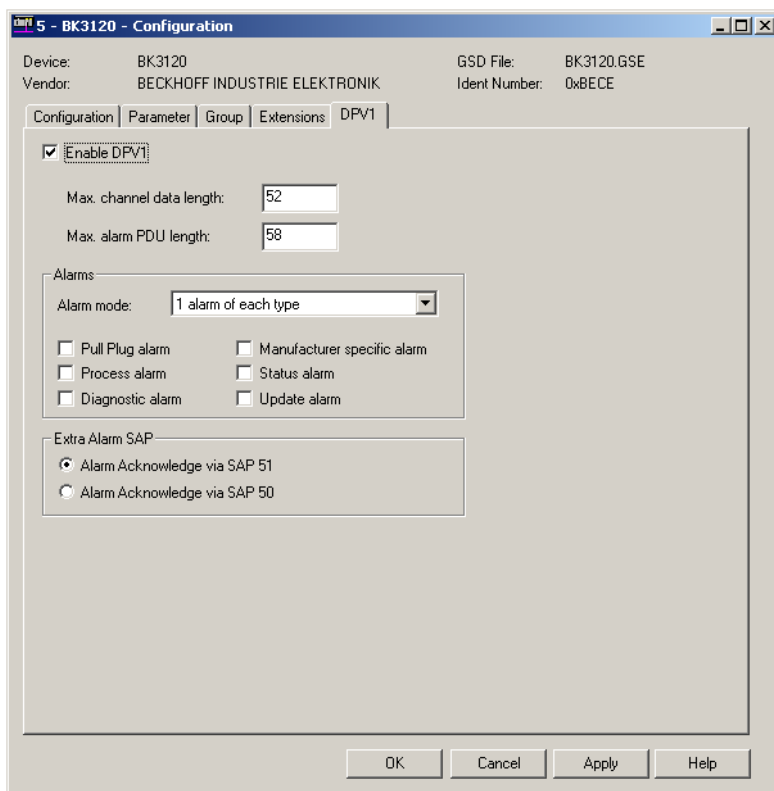 5 - BK3120 - Configuration
Device: BK3120 GSD File: BK3120.GSE
Vendor: BECKHOFF INDUSTRIE ELEKTRONIK Ident Number: 0xBECE
Configuration Parameter Group Extensions DPV1
Enable DPV1
Max. channel data length: 52
Max. alarm PDU length: 58
Alarms
Alarm mode: 1 alarm of each type
Pull Plug alarm Manufacturer specific alarm
Process alarm Status alarm
Diagnostic alarm Update alarm
Extra Alarm SAP
Alarm Acknowledge via SAP 51
Alarm Acknowledge via SAP 50
OK Cancel Apply Help